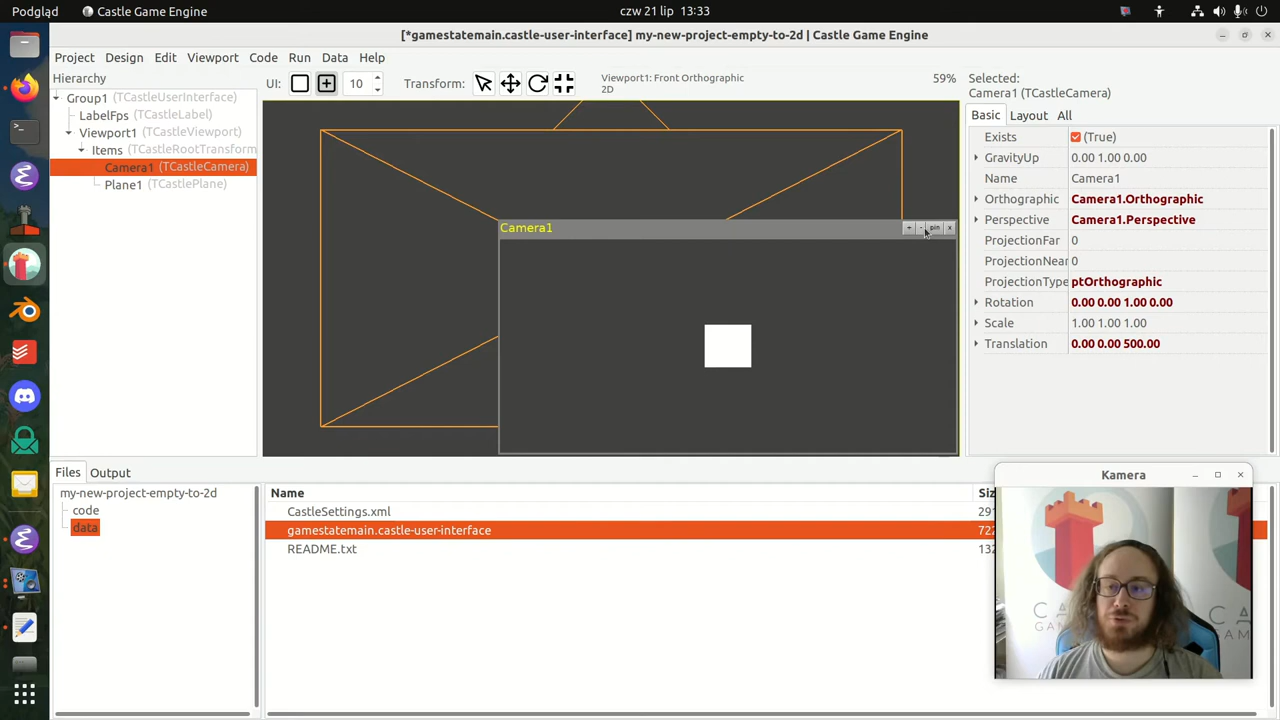 Podgląd
Castle Game Engine
czw 21 lip 13:33
[*gamestatemain.castle-user-interface] my-new-project-empty-to-2d | Castle Game Engine
Project Design Edit Viewport Code Run Data Help
Hierarchy
Group1 (TCastleUserInterface)
LabelFps (TCastleLabel)
Viewport1 (TCastleViewport)
Items (TCastleRootTransform
Camera1 (TCastleCamera)
Plane1 (TCastlePlane)
UI: 10 Transform:
Viewport1: Front Orthographic
2D
59%
Camera1
+ - pin x
Selected:
Camera1 (TCastleCamera)
Basic Layout All
Exists (True)
GravityUp 0.00 1.00 0.00
Name Camera1
Orthographic Camera1.Orthographic
Perspective Camera1.Perspective
ProjectionFar 0
ProjectionNear 0
ProjectionType ptOrthographic
Rotation 0.00 0.00 1.00 0.00
Scale 1.00 1.00 1.00
Translation 0.00 0.00 500.00
Files Output
my-new-project-empty-to-2d
code
data
Name Siz
CastleSettings.xml 291
gamestatemain.castle-user-interface 722
README.txt 132
Kamera